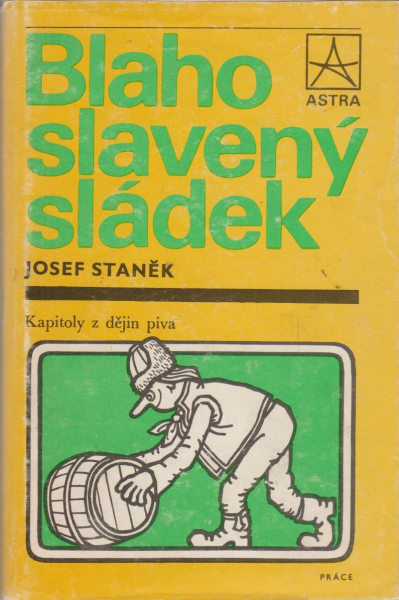 Blaho
slavený
sládek
ASTRA
JOSEF STANĚK
Kapitoly z dějin piva
PRÁCE